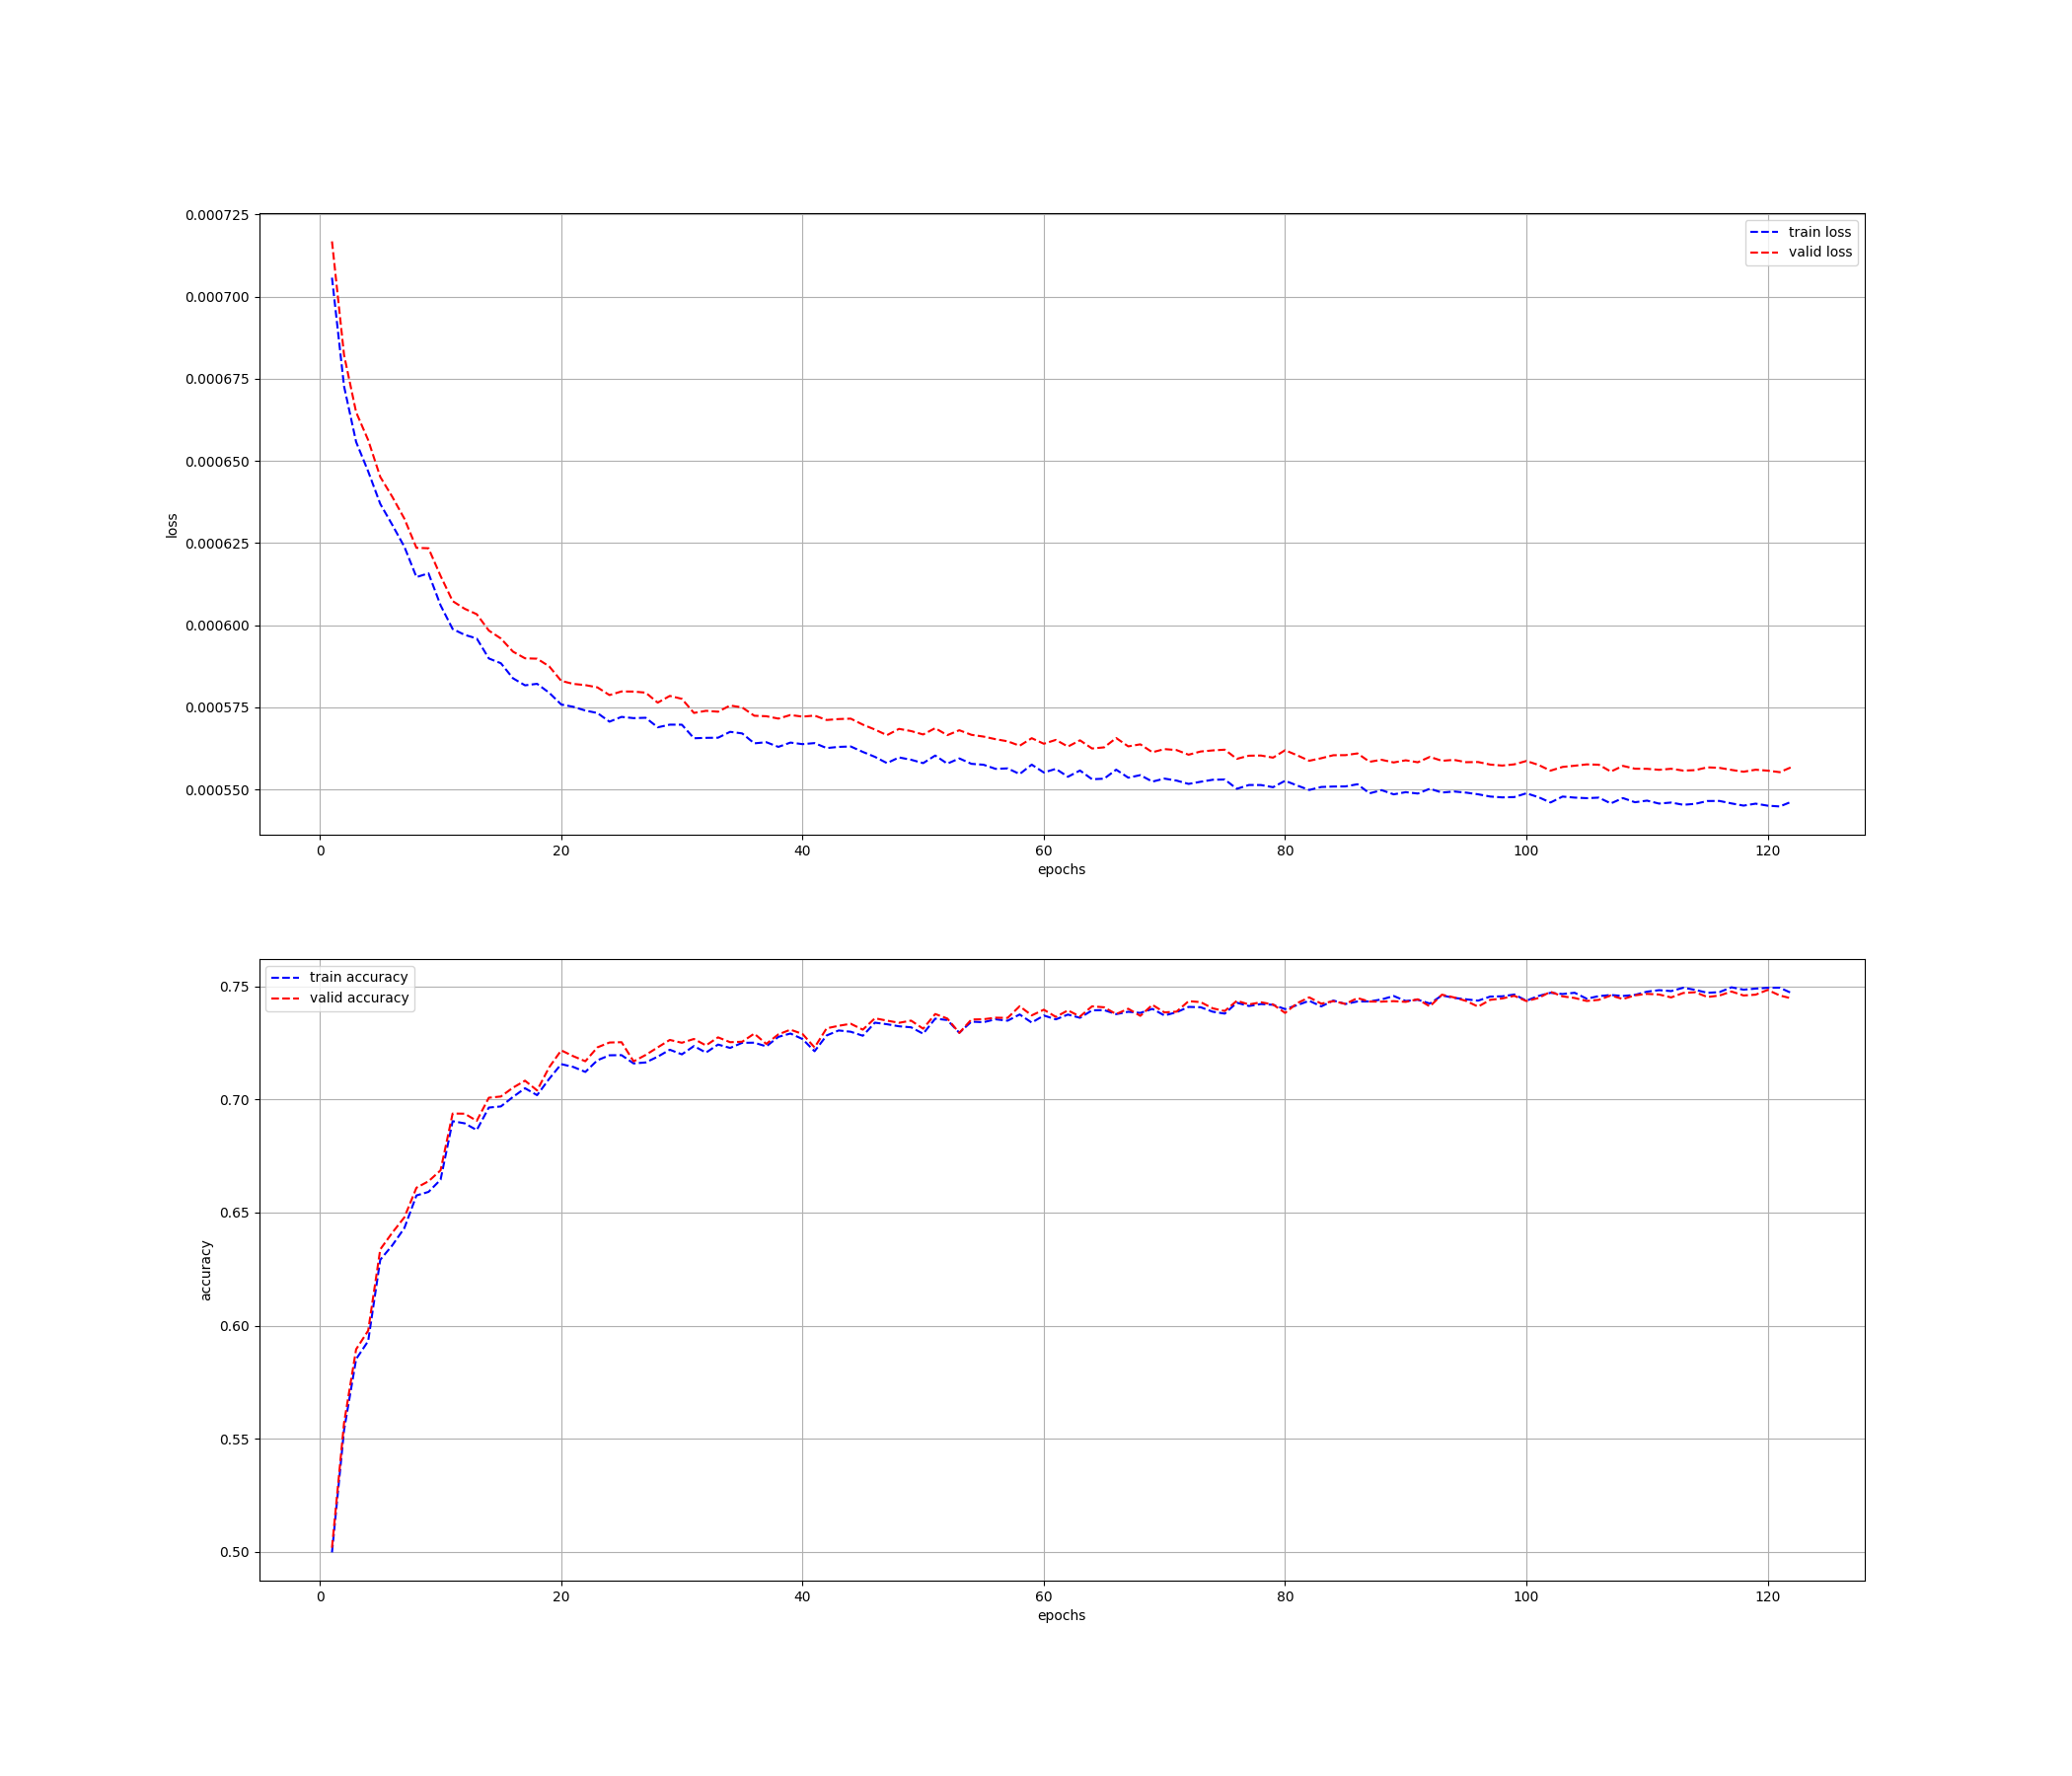 0.000725
train loss
valid loss
0.000700
0.000675
0.000650
loss
0.000625
0.000600
0.000575
0.000550
0 20 40 60 80 100 120
epochs
train accuracy
valid accuracy
0.75
0.70
0.65
accuracy
0.60
0.55
0.50
0 20 40 60 80 100 120
epochs